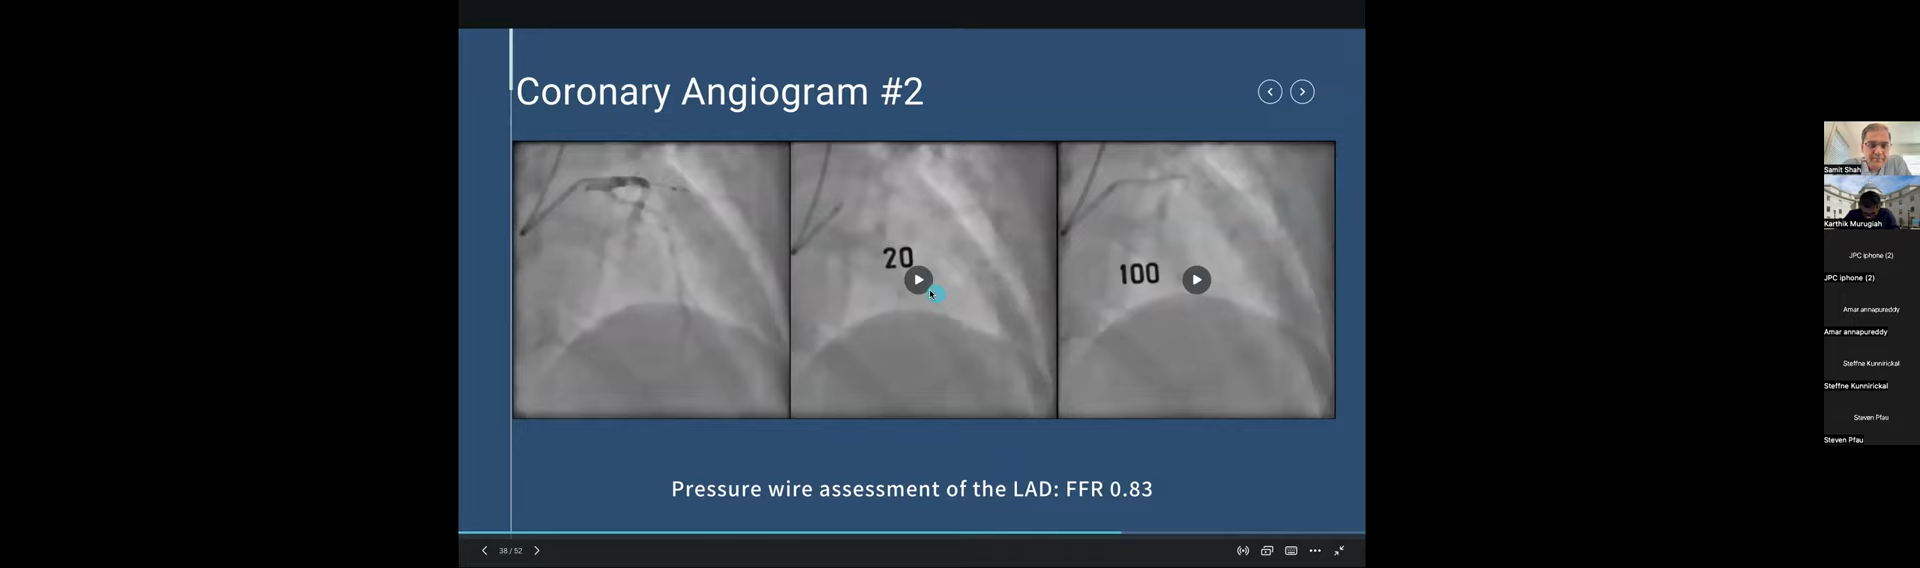 Coronary Angiogram #2
20
100
Pressure wire assessment of the LAD: FFR 0.83
38 / 52
Samit Shah
Karthik Murugiah
JPC iphone (2)
JPC iphone (2)
Amar annapureddy
Amar annapureddy
Steffne Kunnirickal
Steffne Kunnirickal
Steven Pfau
Steven Pfau